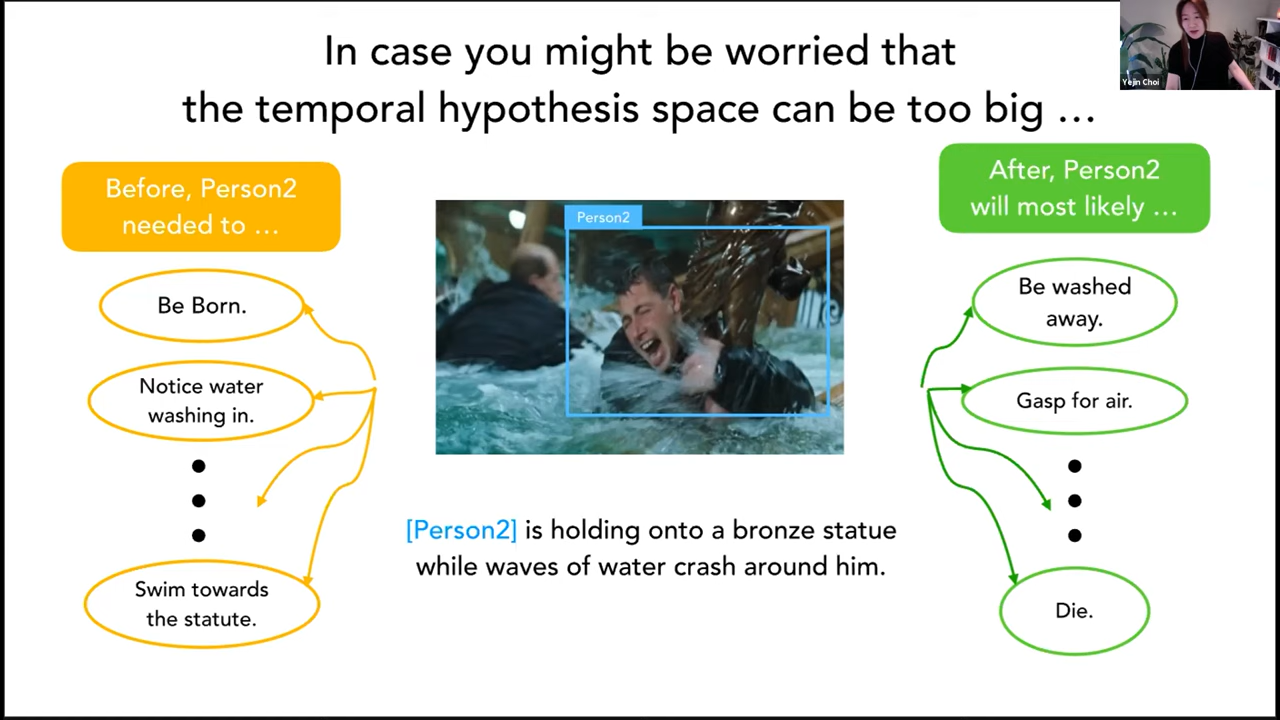 In case you might be worried that
the temporal hypothesis space can be too big ...
Yejin Choi
Before, Person2
needed to ...
Be Born.
Notice water
washing in.
Swim towards
the statute.
Person2
[Person2] is holding onto a bronze statue
while waves of water crash around him.
After, Person2
will most likely ...
Be washed
away.
Gasp for air.
Die.